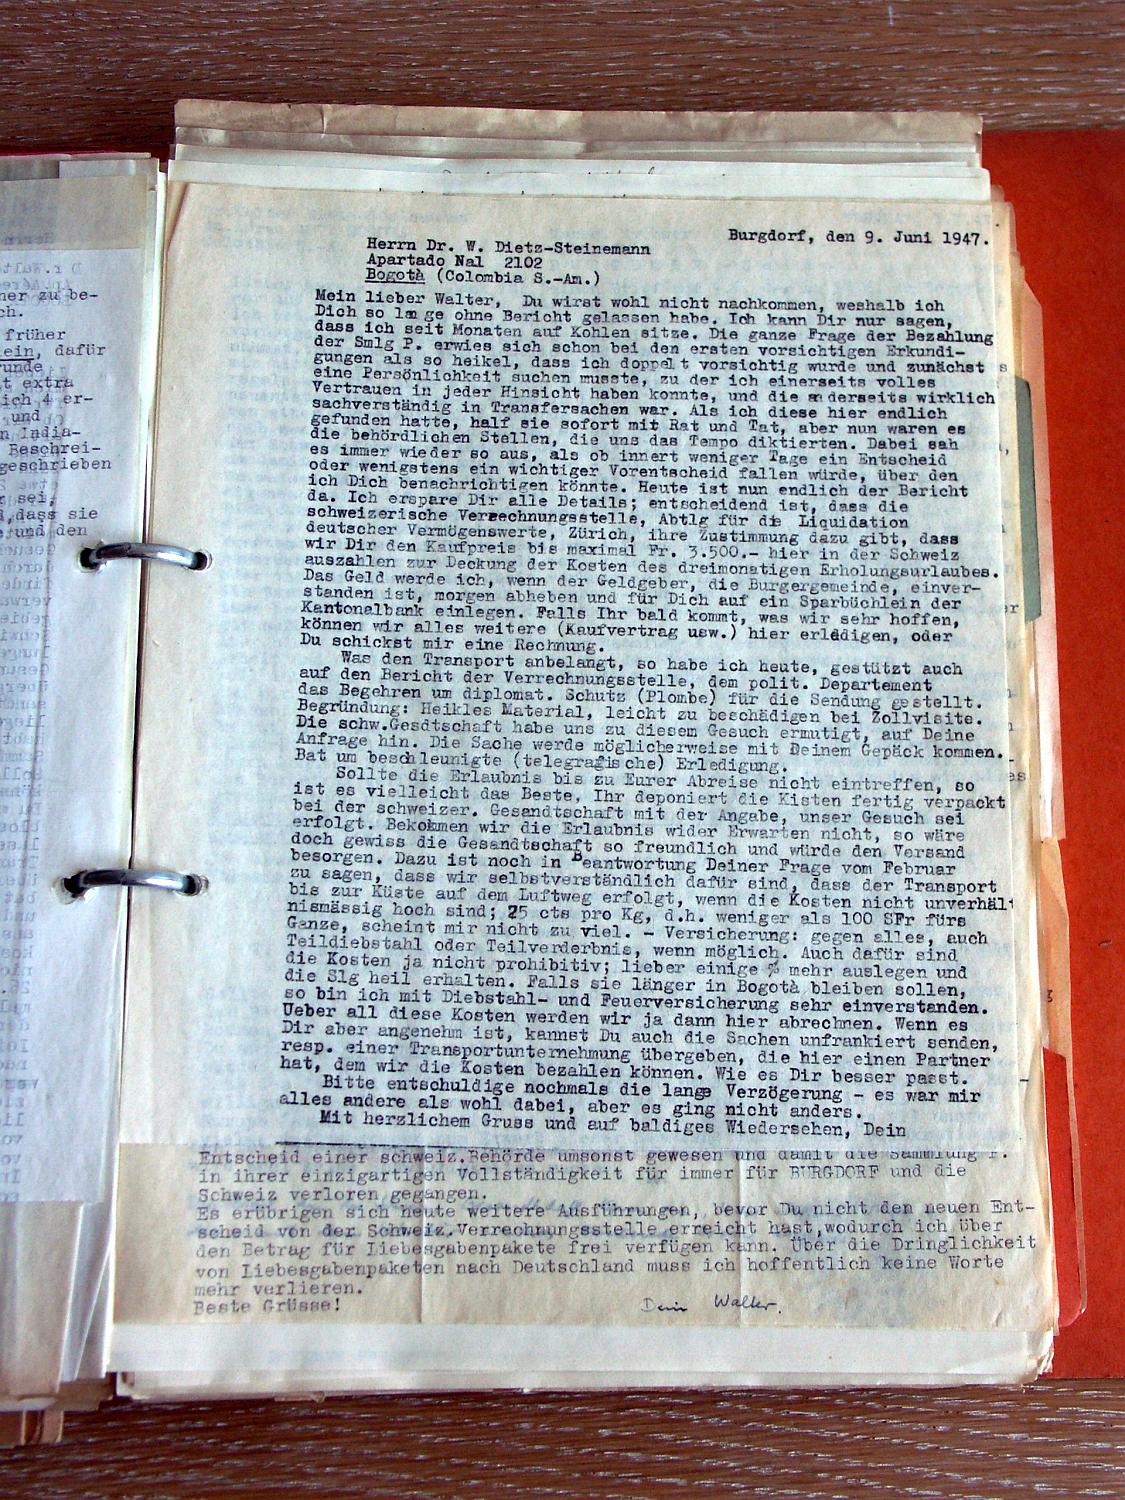 her zu be-
ch.
früher
ein, dafür
unde
t extra
ich 4 er-
und
n India-
Beschrei-
geschrieben
sei,
d,dass sie
e und den
Burgdorf, den 9. Juni 1947.
Herrn Dr. W. Dietz-Steinemann
Apartado Nal 2102
Bogotà (Colombia S.-Am.)
Mein lieber Walter, Du wirst wohl nicht nachkommen, weshalb ich
Dich so lange ohne Bericht gelassen habe. Ich kann Dir nur sagen,
dass ich seit Monaten auf Kohlen sitze. Die ganze Frage der Bezahlung
der Smlg P. erwies sich schon bei den ersten vorsichtigen Erkundi-
gungen als so heikel, dass ich doppelt vorsichtig wurde und zunächst
eine Persönlichkeit suchen musste, zu der ich einerseits volles
Vertrauen in jeder Hinsicht haben konnte, und die anderseits wirklich
sachverständig in Transfersachen war. Als ich diese hier endlich
gefunden hatte, half sie sofort mit Rat und Tat, aber nun waren es
die behördlichen Stellen, die uns das Tempo diktierten. Dabei sah
es immer wieder so aus, als ob innert weniger Tage ein Entscheid
oder wenigstens ein wichtiger Vorentscheid fallen würde, über den
ich Dich benachrichtigen könnte. Heute ist nun endlich der Bericht
da. Ich erspare Dir alle Details; entscheidend ist, dass die
schweizerische Verrechnungsstelle, Abtlg für die Liquidation
deutscher Vermögenswerte, Zürich, ihre Zustimmung dazu gibt, dass
wir Dir den Kaufpreis bis maximal Fr. 3.500.- hier in der Schweiz
auszahlen zur Deckung der Kosten des dreimonatigen Erholungsurlaubes.
Das Geld werde ich, wenn der Geldgeber, die Burgergemeinde, einver-
standen ist, morgen abheben und für Dich auf ein Sparbüchlein der
Kantonalbank einlegen. Falls Ihr bald kommt, was wir sehr hoffen,
können wir alles weitere (Kaufvertrag usw.) hier erledigen, oder
Du schickst mir eine Rechnung.
Was den Transport anbelangt, so habe ich heute, gestützt auch
auf den Bericht der Verrechnungsstelle, dem polit. Departement
das Begehren um diplomat. Schutz (Plombe) für die Sendung gestellt.
Begründung: Heikles Material, leicht zu beschädigen bei Zollvisite.
Die schw.Gesdtschaft habe uns zu diesem Gesuch ermutigt, auf Deine
Anfrage hin. Die Sache werde möglicherweise mit Deinem Gepäck kommen.
Bat um beschleunigte (telegrafische) Erledigung.
Sollte die Erlaubnis bis zu Eurer Abreise nicht eintreffen, so
ist es vielleicht das Beste, Ihr deponiert die Kisten fertig verpackt
bei der schweizer. Gesandtschaft mit der Angabe, unser Gesuch sei
erfolgt. Bekommen wir die Erlaubnis wider Erwarten nicht, so wäre
doch gewiss die Gesandtschaft so freundlich und würde den Versand
besorgen. Dazu ist noch in Beantwortung Deiner Frage vom Februar
zu sagen, dass wir selbstverständlich dafür sind, dass der Transport
bis zur Küste auf dem Luftweg erfolgt, wenn die Kosten nicht unverhäl
nismässig hoch sind; 25 cts pro Kg, d.h. weniger als 100 SFr fürs
Ganze, scheint mir nicht zu viel. - Versicherung: gegen alles, auch
Teildiebstahl oder Teilverderbnis, wenn möglich. Auch dafür sind
die Kosten ja nicht prohibitiv; lieber einige % mehr auslegen und
die Slg heil erhalten. Falls sie länger in Bogotà bleiben sollen,
so bin ich mit Diebstahl- und Feuerversicherung sehr einverstanden.
Ueber all diese Kosten werden wir ja dann hier abrechnen. Wenn es
Dir aber angenehm ist, kannst Du auch die Sachen unfrankiert senden,
resp. einer Transportunternehmung übergeben, die hier einen Partner
hat, dem wir die Kosten bezahlen können. Wie es Dir besser passt.
Bitte entschuldige nochmals die lange Verzögerung - es war mir
alles andere als wohl dabei, aber es ging nicht anders.
Mit herzlichem Gruss und auf baldiges Wiedersehen, Dein
Entscheid einer schweiz.Behörde umsonst gewesen und damit die Sammlung P.
in ihrer einzigartigen Vollständigkeit für immer für BURGDORF und die
Schweiz verloren gegangen.
Es erübrigen sich heute weitere Ausführungen, bevor Du nicht den neuen Ent-
scheid von der Schweiz.Verrechnungsstelle erreicht hast,wodurch ich über
den Betrag für Liebesgabenpakete frei verfügen kann. Über die Dringlichkeit
von Liebesgabenpaketen nach Deutschland muss ich hoffentlich keine Worte
mehr verlieren.
Beste Grüsse!
Dein Walter.